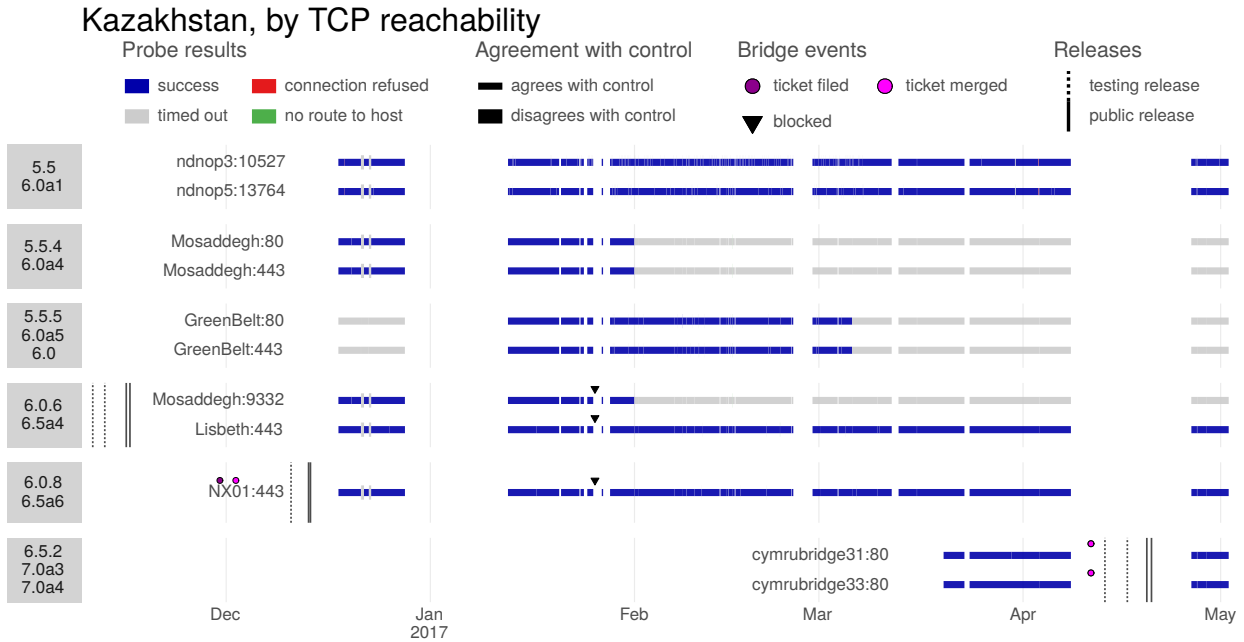 Kazakhstan, by TCP reachability
Probe results
Agreement with control
Bridge events
Releases
success
connection refused
agrees with control
ticket filed
ticket merged
testing release
timed out
no route to host
disagrees with control
blocked
public release
5.5
6.0a1
ndnop3:10527
ndnop5:13764
5.5.4
6.0a4
Mosaddegh:80
Mosaddegh:443
5.5.5
6.0a5
6.0
GreenBelt:80
GreenBelt:443
6.0.6
6.5a4
Mosaddegh:9332
Lisbeth:443
6.0.8
6.5a6
NX01:443
6.5.2
7.0a3
7.0a4
cymrubridge31:80
cymrubridge33:80
Dec
Jan
2017
Feb
Mar
Apr
May